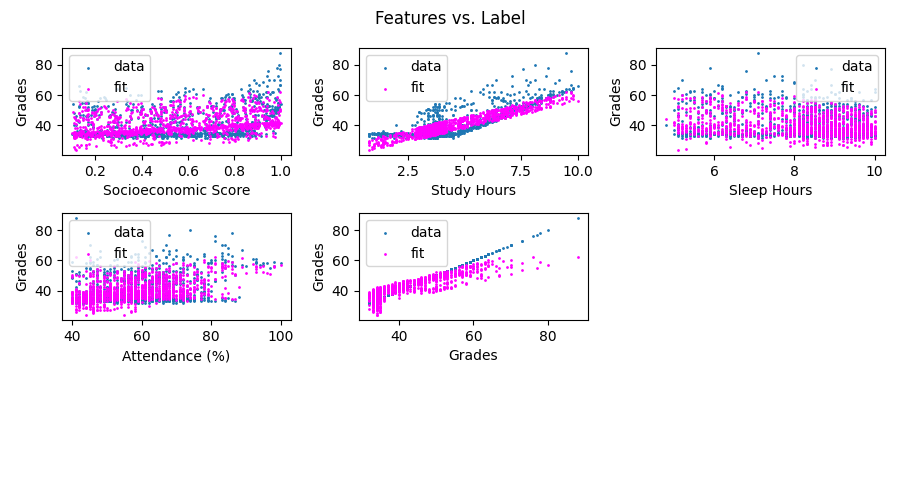 Features vs. Label
Grades
80
60
40
data
fit
0.2
0.4
0.6
0.8
1.0
Socioeconomic Score
Grades
80
60
40
data
fit
2.5
5.0
7.5
10.0
Study Hours
Grades
80
60
40
data
fit
6
8
10
Sleep Hours
Grades
80
60
40
data
fit
40
60
80
100
Attendance (%)
Grades
80
60
40
data
fit
40
60
80
Grades